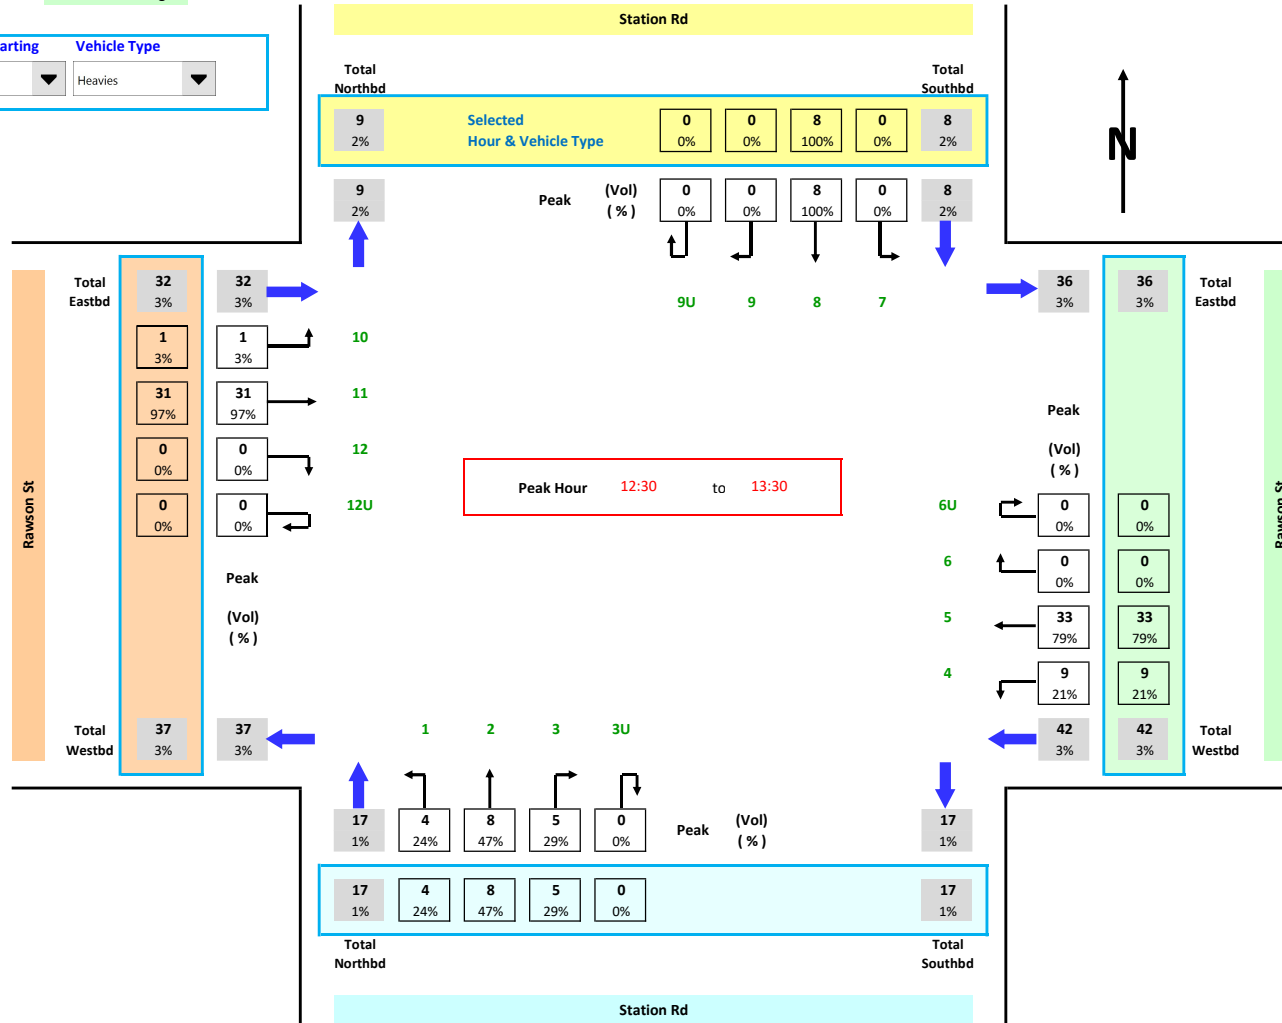 Station Rd
arting Vehicle Type
Heavies
Total Northbd
Total Southbd
9 Selected 0 0 8 0 8
2% Hour & Vehicle Type 0% 0% 100% 0% 2%
N
9 Peak (Vol) 0 0 8 0 8
2% ( % ) 0% 0% 100% 0% 2%
Total Eastbd
32 32
3% 3%
9U 9 8 7
36 36
3% 3%
Total Eastbd
1 1 10
3% 3%
31 31 11
97% 97%
Peak
(Vol)
( % )
0 0 12
0% 0%
Rawson St
Peak Hour 12:30 to 13:30
0 0 12U
0% 0%
6U 0 0
0% 0%
Rawson St
Peak
(Vol)
( % )
6 0 0
0% 0%
5 33 33
79% 79%
4 9 9
21% 21%
Total Westbd
37 37
3% 3%
1 2 3 3U
42 42
3% 3%
Total Westbd
17 4 8 5 0 Peak (Vol) 17
1% 24% 47% 29% 0% ( % ) 1%
17 4 8 5 0 17
1% 24% 47% 29% 0% 1%
Total Northbd
Total Southbd
Station Rd